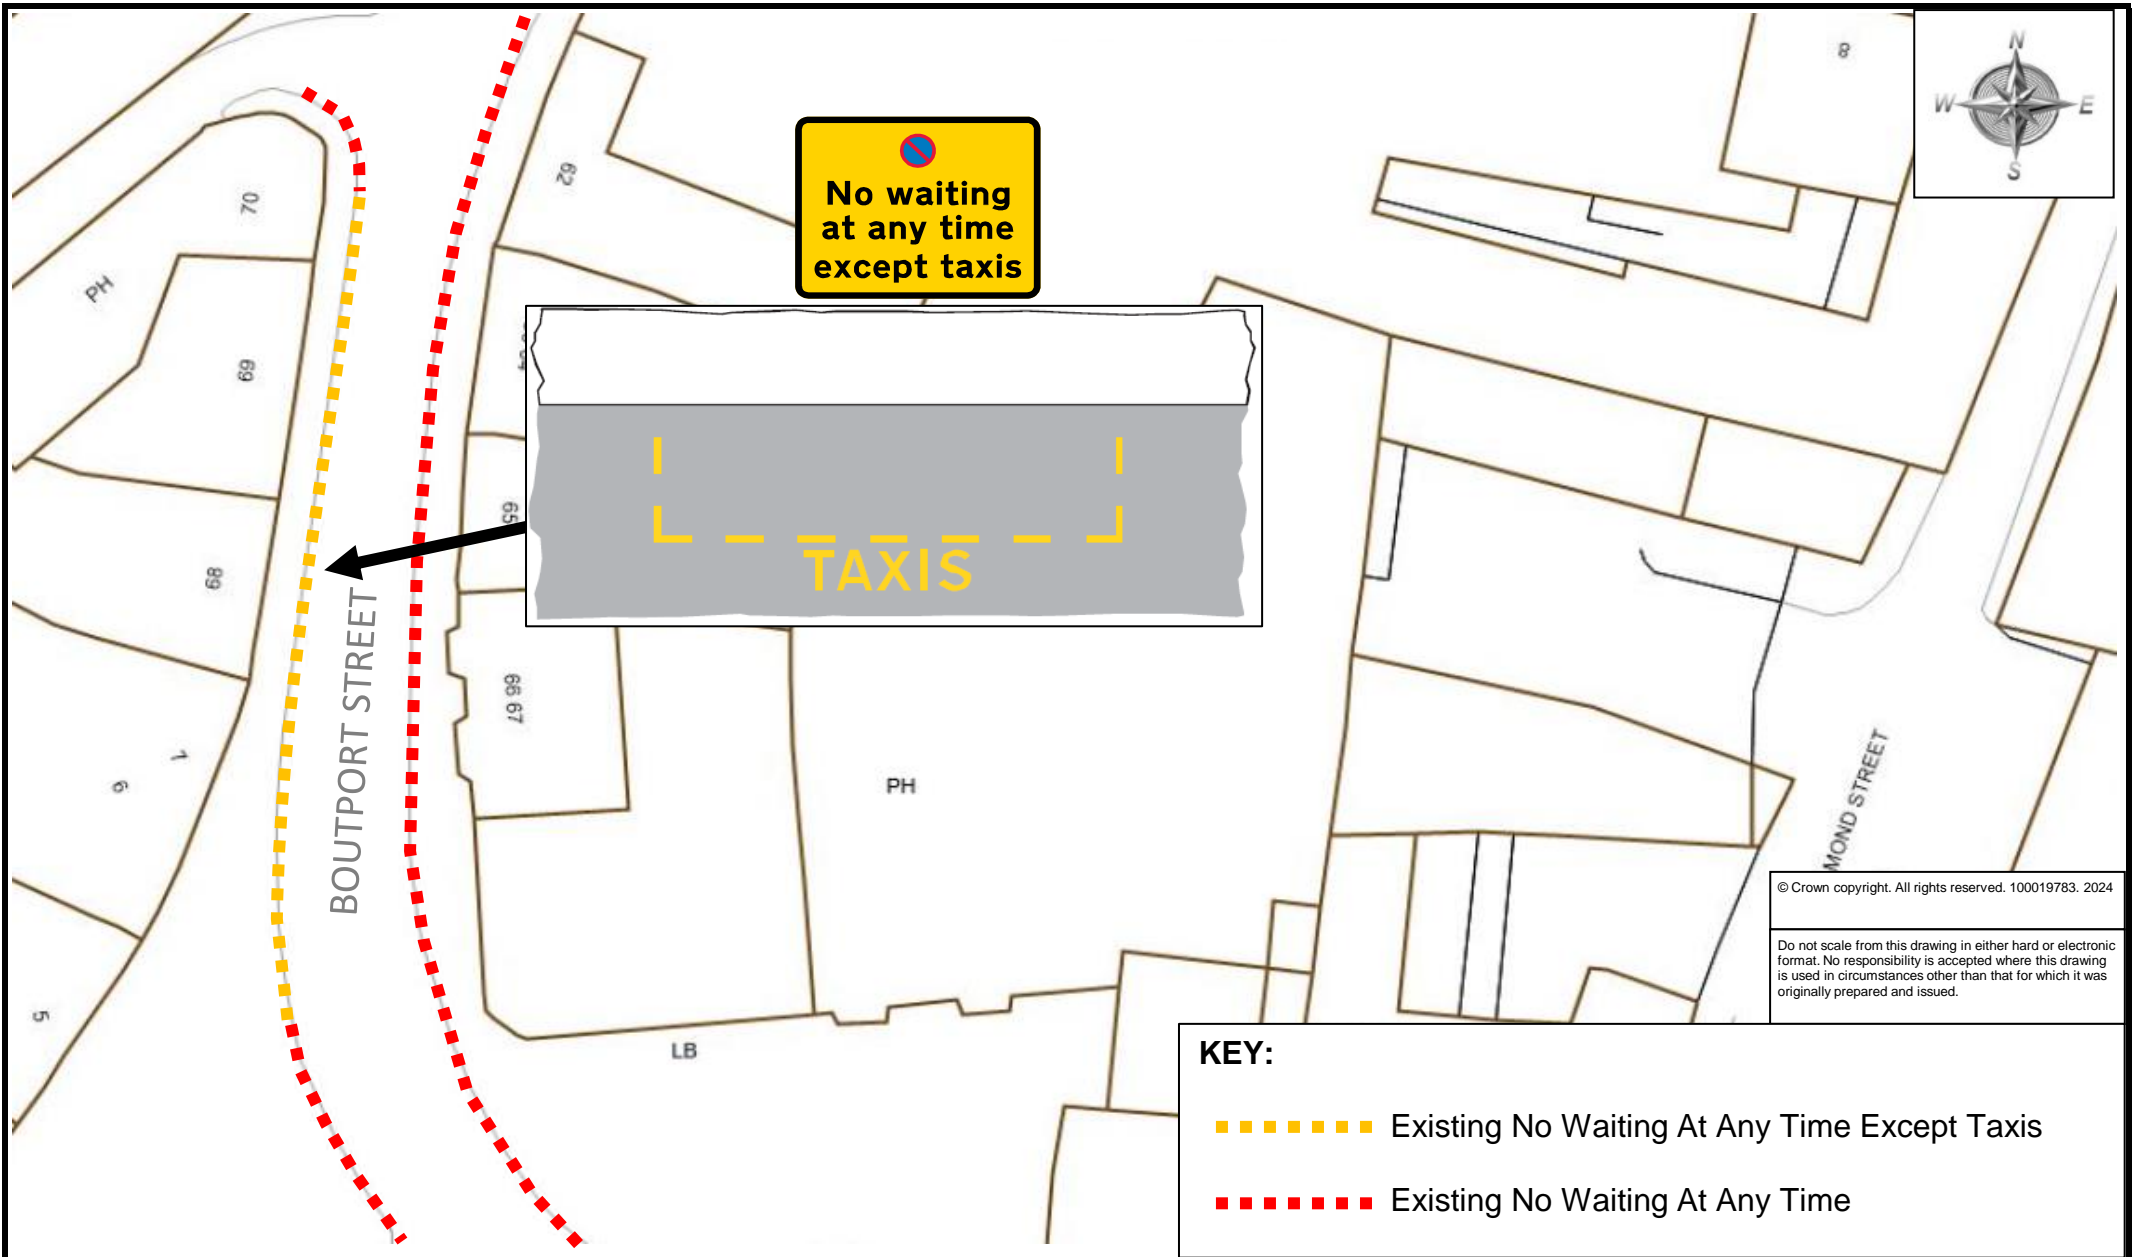 N
W
E
S
8
62
70
PH
69
68
7
6
5
No waiting
at any time
except taxis
TAXIS
65
66 67
BOUTPORT STREET
PH
LB
MOND STREET
© Crown copyright. All rights reserved. 100019783. 2024
Do not scale from this drawing in either hard or electronic
format. No responsibility is accepted where this drawing
is used in circumstances other than that for which it was
originally prepared and issued.
KEY:
Existing No Waiting At Any Time Except Taxis
Existing No Waiting At Any Time